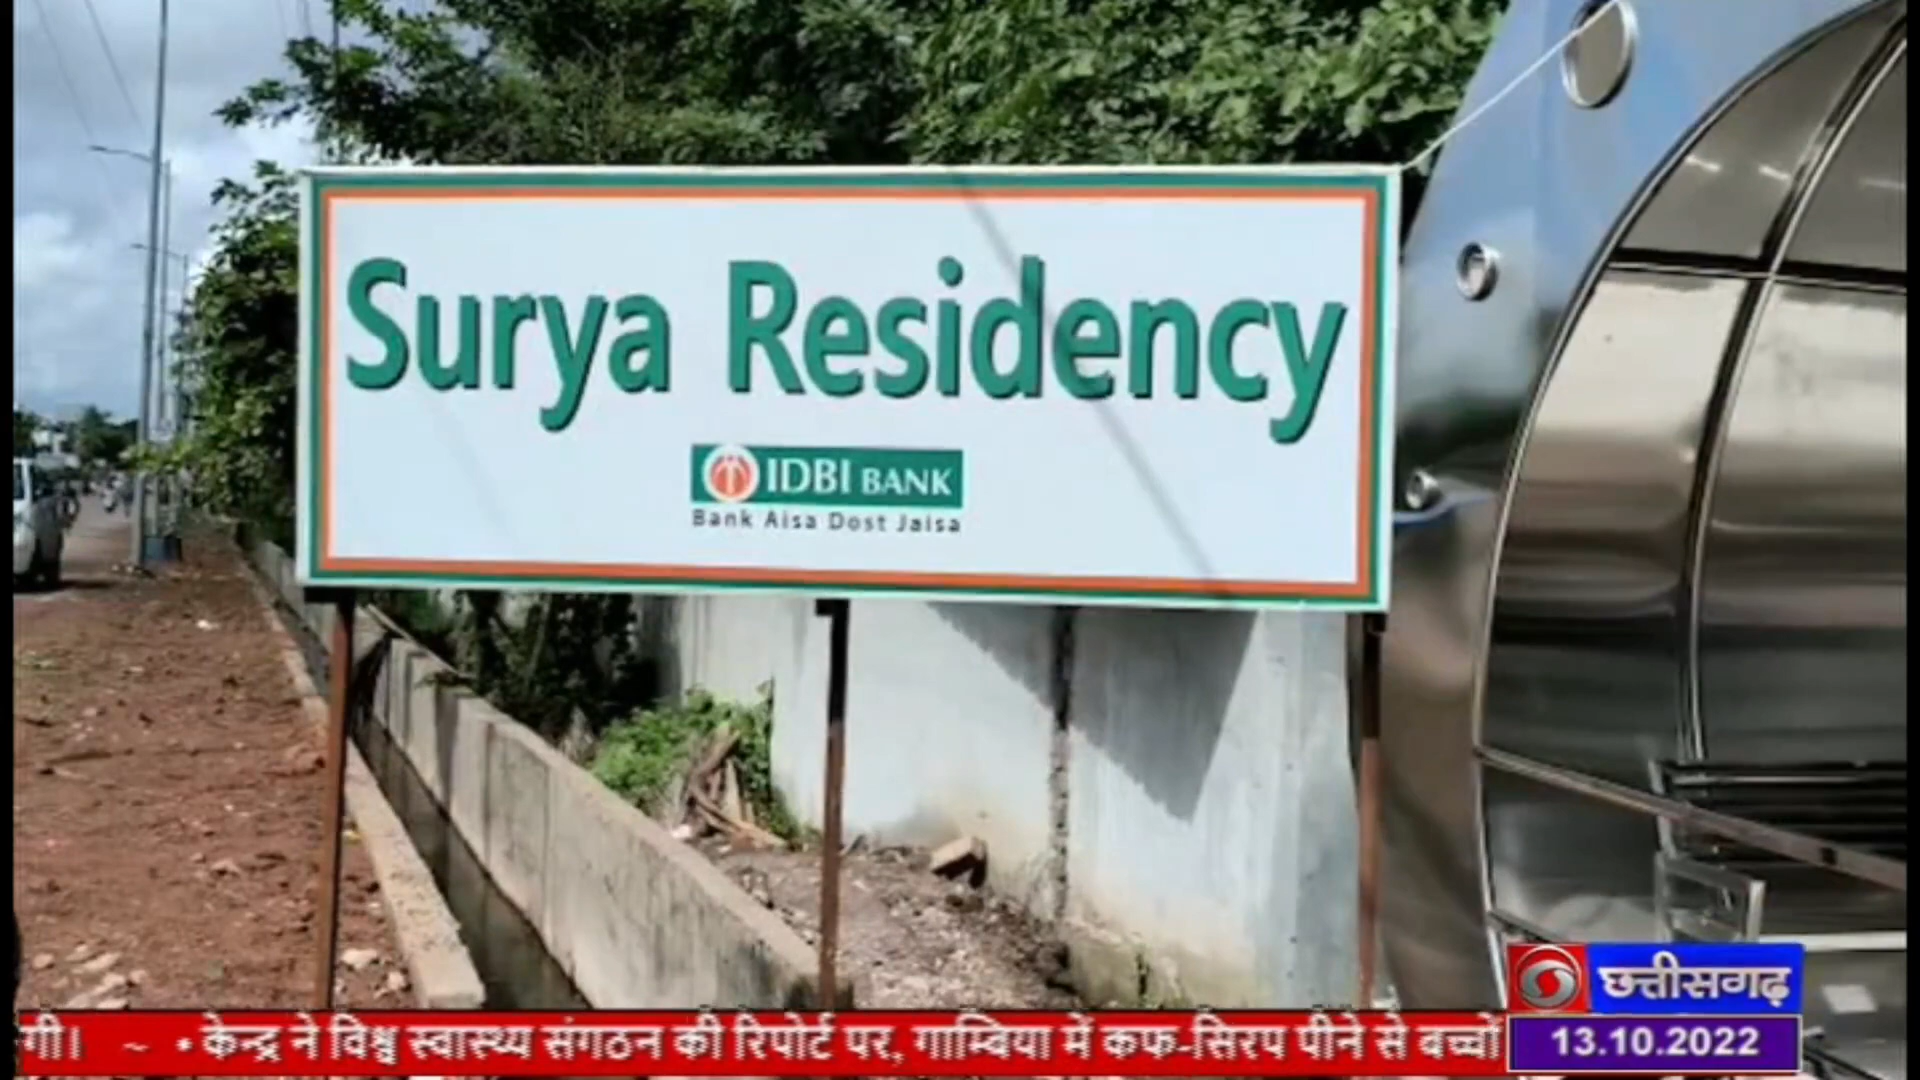 Surya Residency
IDBI BANK
Bank Aisa Dost Jaisa
छत्तीसगढ़
गी। ~ • केन्द्र ने विश्व स्वास्थ्य संगठन की रिपोर्ट पर, गाम्बिया में कफ-सिरप पीने से बच्चों
13.10.2022